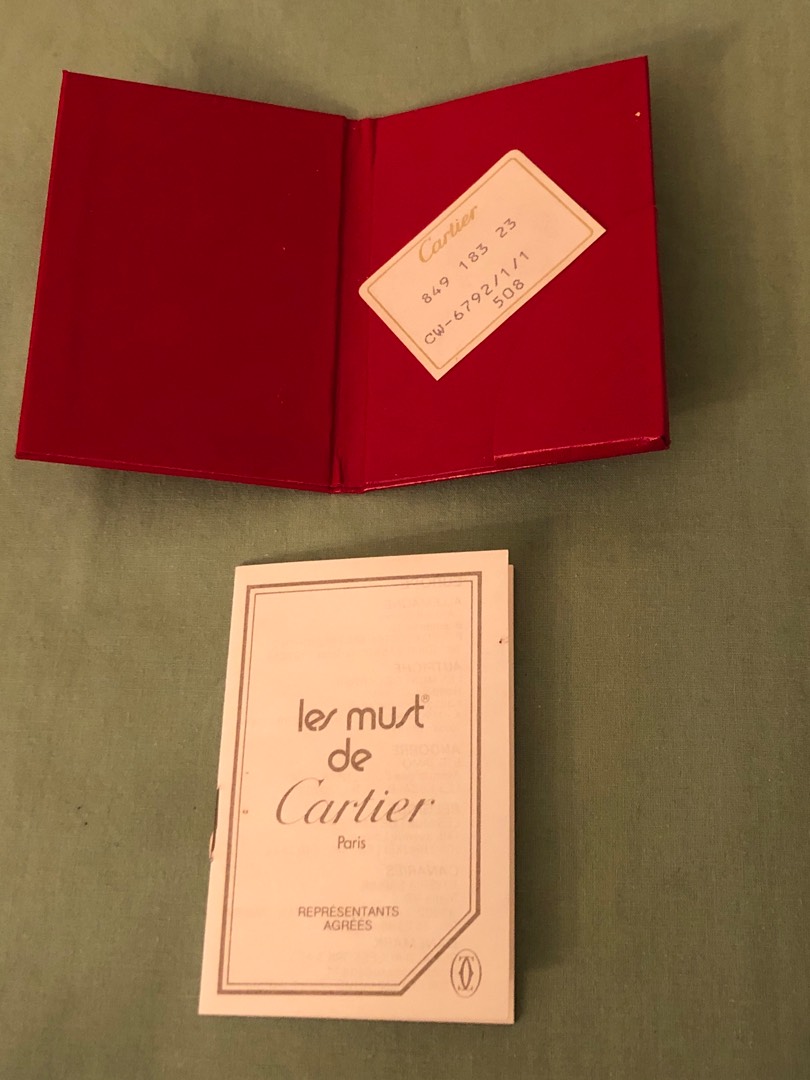 Cartier
849 183 23
CW-6792/1/1
508
les must®
de
Cartier
Paris
REPRÉSENTANTS
AGRÉÉS